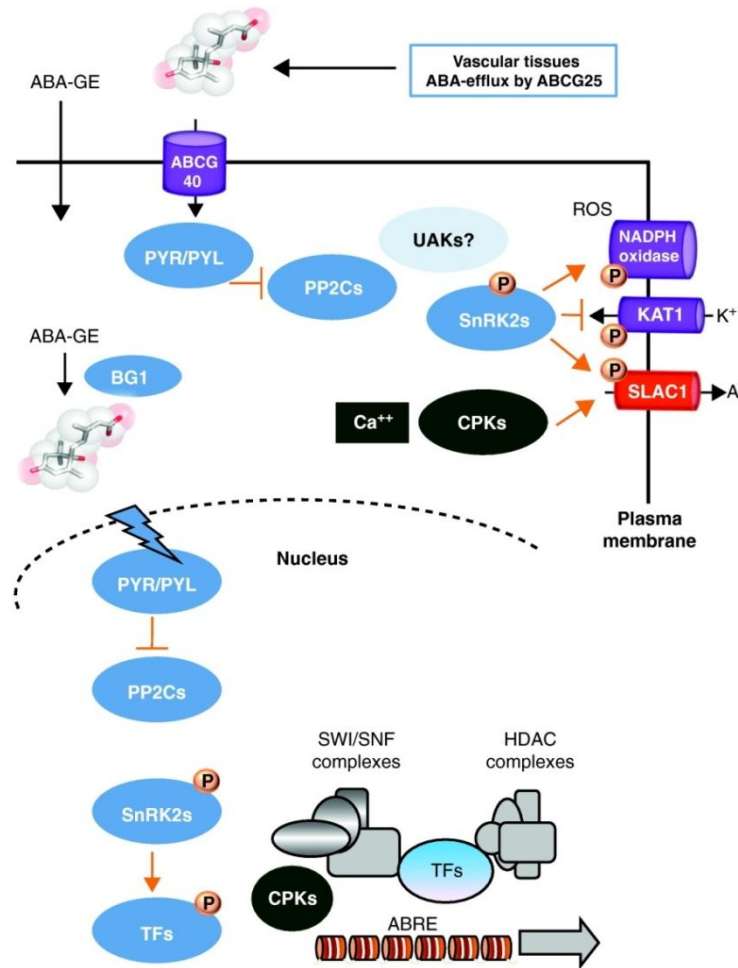 Vascular tissues
ABA-efflux by ABCG25
ABA-GE
ABCG
40
ROS
PYR/PYL
UAKs?
NADPH
oxidase
P
PP2Cs
P
SnRK2s
KAT1
K+
P
ABA-GE
BG1
P
SLAC1
A
Ca++
CPKs
Plasma
membrane
Nucleus
PYR/PYL
PP2Cs
SWI/SNF
complexes
HDAC
complexes
P
SnRK2s
TFs
CPKs
P
TFs
ABRE